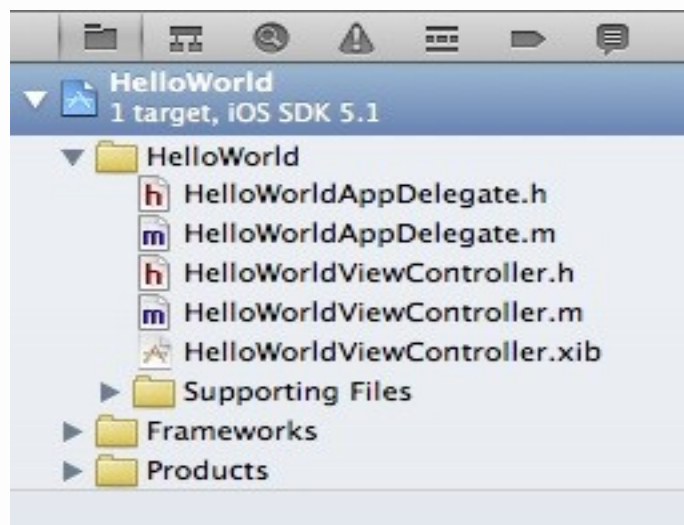 HelloWorld
1 target, iOS SDK 5.1
HelloWorld
h HelloWorldAppDelegate.h
m HelloWorldAppDelegate.m
h HelloWorldViewController.h
m HelloWorldViewController.m
HelloWorldViewController.xib
Supporting Files
Frameworks
Products